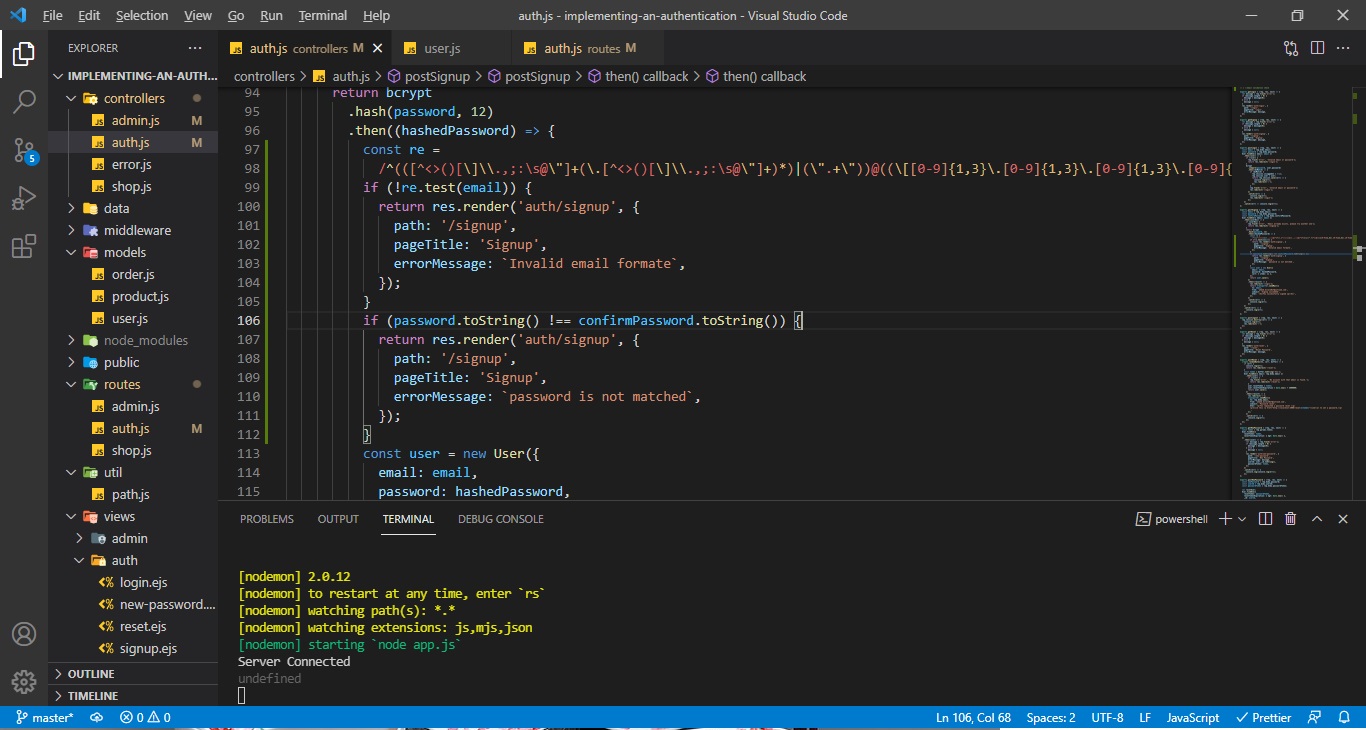 File Edit Selection View Go Run Terminal Help auth.js - implementing-an-authentication - Visual Studio Code
EXPLORER
IMPLEMENTING-AN-AUTH...
controllers
admin.js M
auth.js M
error.js
shop.js
data
middleware
models
order.js
product.js
user.js
node_modules
public
routes
admin.js
auth.js M
shop.js
util
path.js
views
admin
auth
login.ejs
new-password....
reset.ejs
signup.ejs
OUTLINE
TIMELINE
5
auth.js controllers M user.js auth.js routes M
controllers > auth.js > postSignup > postSignup > then() callback > then() callback
94 return bcrypt
95 .hash(password, 12)
96 .then((hashedPassword) => {
97 const re =
98 /^(([^<>()[\]\\.,;:\s@\"]+(\.[^<>()[\]\\.,;:\s@\"]+)*)|(\".+\"))@((\[[0-9]{1,3}\.[0-9]{1,3}\.[0-9]{1,3}\.[0-9]{
99 if (!re.test(email)) {
100 return res.render('auth/signup', {
101 path: '/signup',
102 pageTitle: 'Signup',
103 errorMessage: `Invalid email formate`,
104 });
105 }
106 if (password.toString() !== confirmPassword.toString()) {
107 return res.render('auth/signup', {
108 path: '/signup',
109 pageTitle: 'Signup',
110 errorMessage: `password is not matched`,
111 });
112 }
113 const user = new User({
114 email: email,
115 password: hashedPassword,
PROBLEMS OUTPUT TERMINAL DEBUG CONSOLE powershell
[nodemon] 2.0.12
[nodemon] to restart at any time, enter `rs`
[nodemon] watching path(s): *.*
[nodemon] watching extensions: js,mjs,json
[nodemon] starting `node app.js`
Server Connected
undefined
master* 0 0 Ln 106, Col 68 Spaces: 2 UTF-8 LF JavaScript Prettier